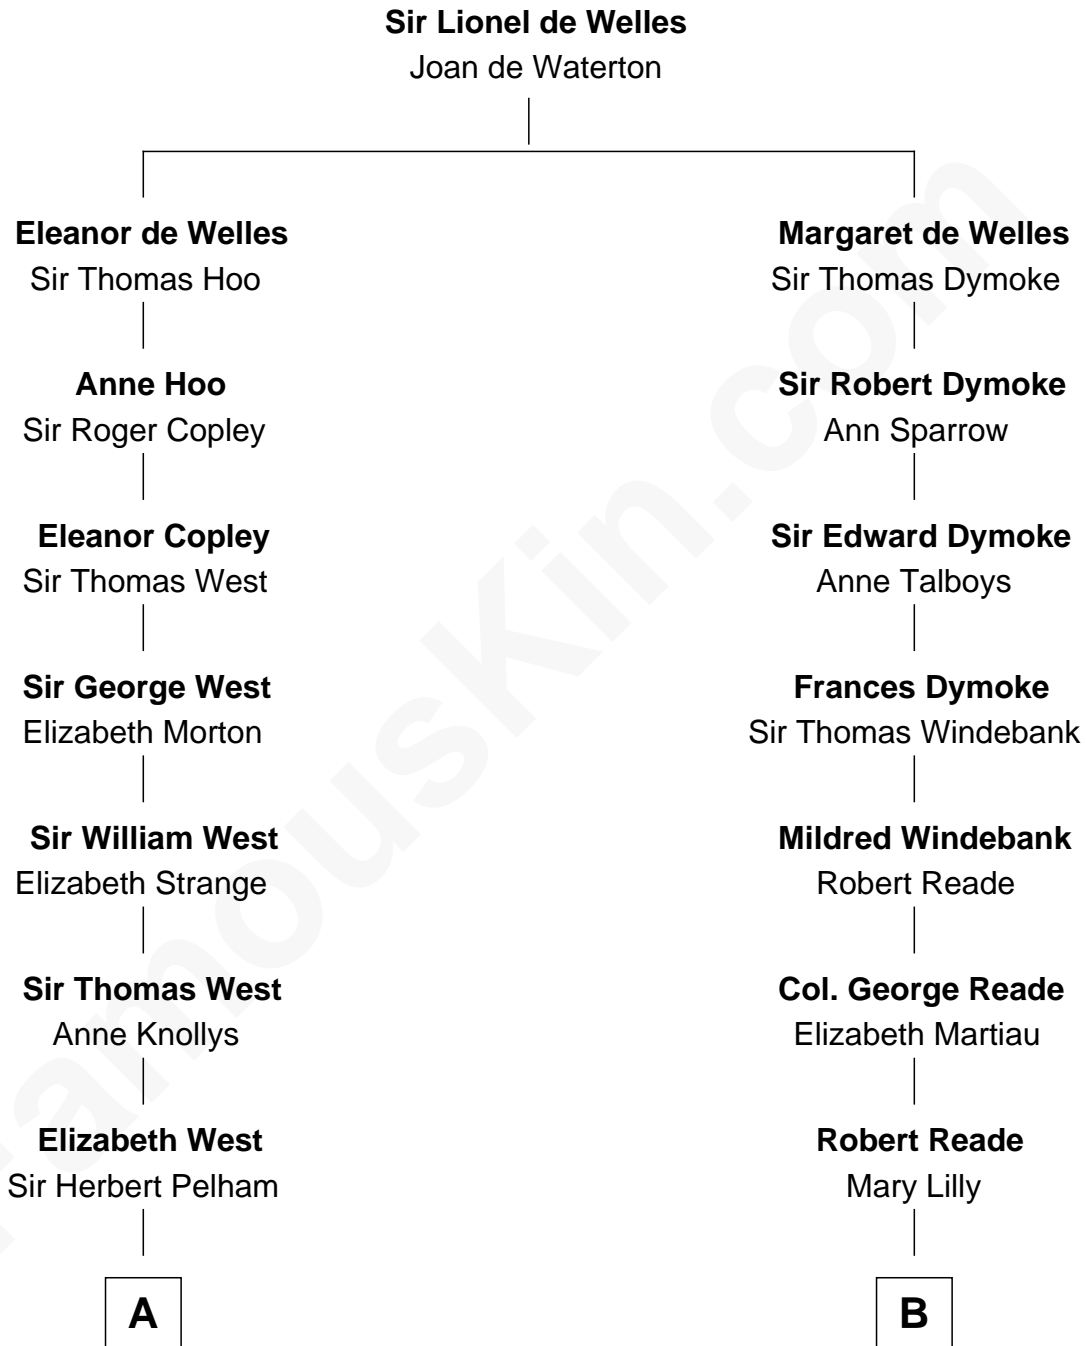 Sir Lionel de Welles
Joan de Waterton
Eleanor de Welles
Sir Thomas Hoo
Anne Hoo
Sir Roger Copley
Eleanor Copley
Sir Thomas West
Sir George West
Elizabeth Morton
Sir William West
Elizabeth Strange
Sir Thomas West
Anne Knollys
Elizabeth West
Sir Herbert Pelham
A
Margaret de Welles
Sir Thomas Dymoke
Sir Robert Dymoke
Ann Sparrow
Sir Edward Dymoke
Anne Talboys
Frances Dymoke
Sir Thomas Windebank
Mildred Windebank
Robert Reade
Col. George Reade
Elizabeth Martiau
Robert Reade
Mary Lilly
B
FamousKin.com